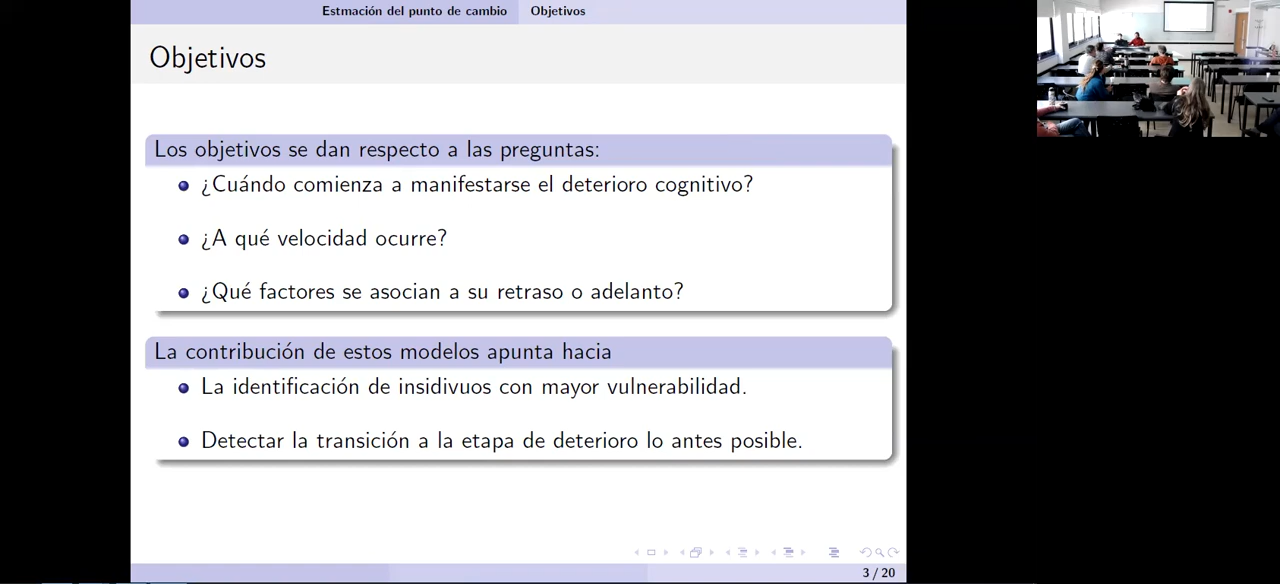 Estmación del punto de cambio Objetivos
Objetivos
Los objetivos se dan respecto a las preguntas:
¿Cuándo comienza a manifestarse el deterioro cognitivo?
¿A qué velocidad ocurre?
¿Qué factores se asocian a su retraso o adelanto?
La contribución de estos modelos apunta hacia
La identificación de insidivuos con mayor vulnerabilidad.
Detectar la transición a la etapa de deterioro lo antes posible.
3 / 20